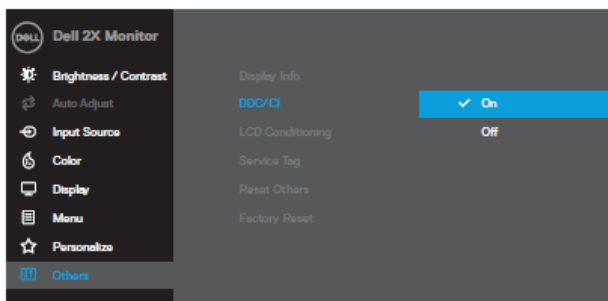 DELL
Dell 2X Monitor
Brightness / Contrast
Auto Adjust
Input Source
Color
Display
Menu
Personalize
Others
Display Info
DDC/CI
LCD Conditioning
Service Tag
Reset Others
Factory Reset
On
Off